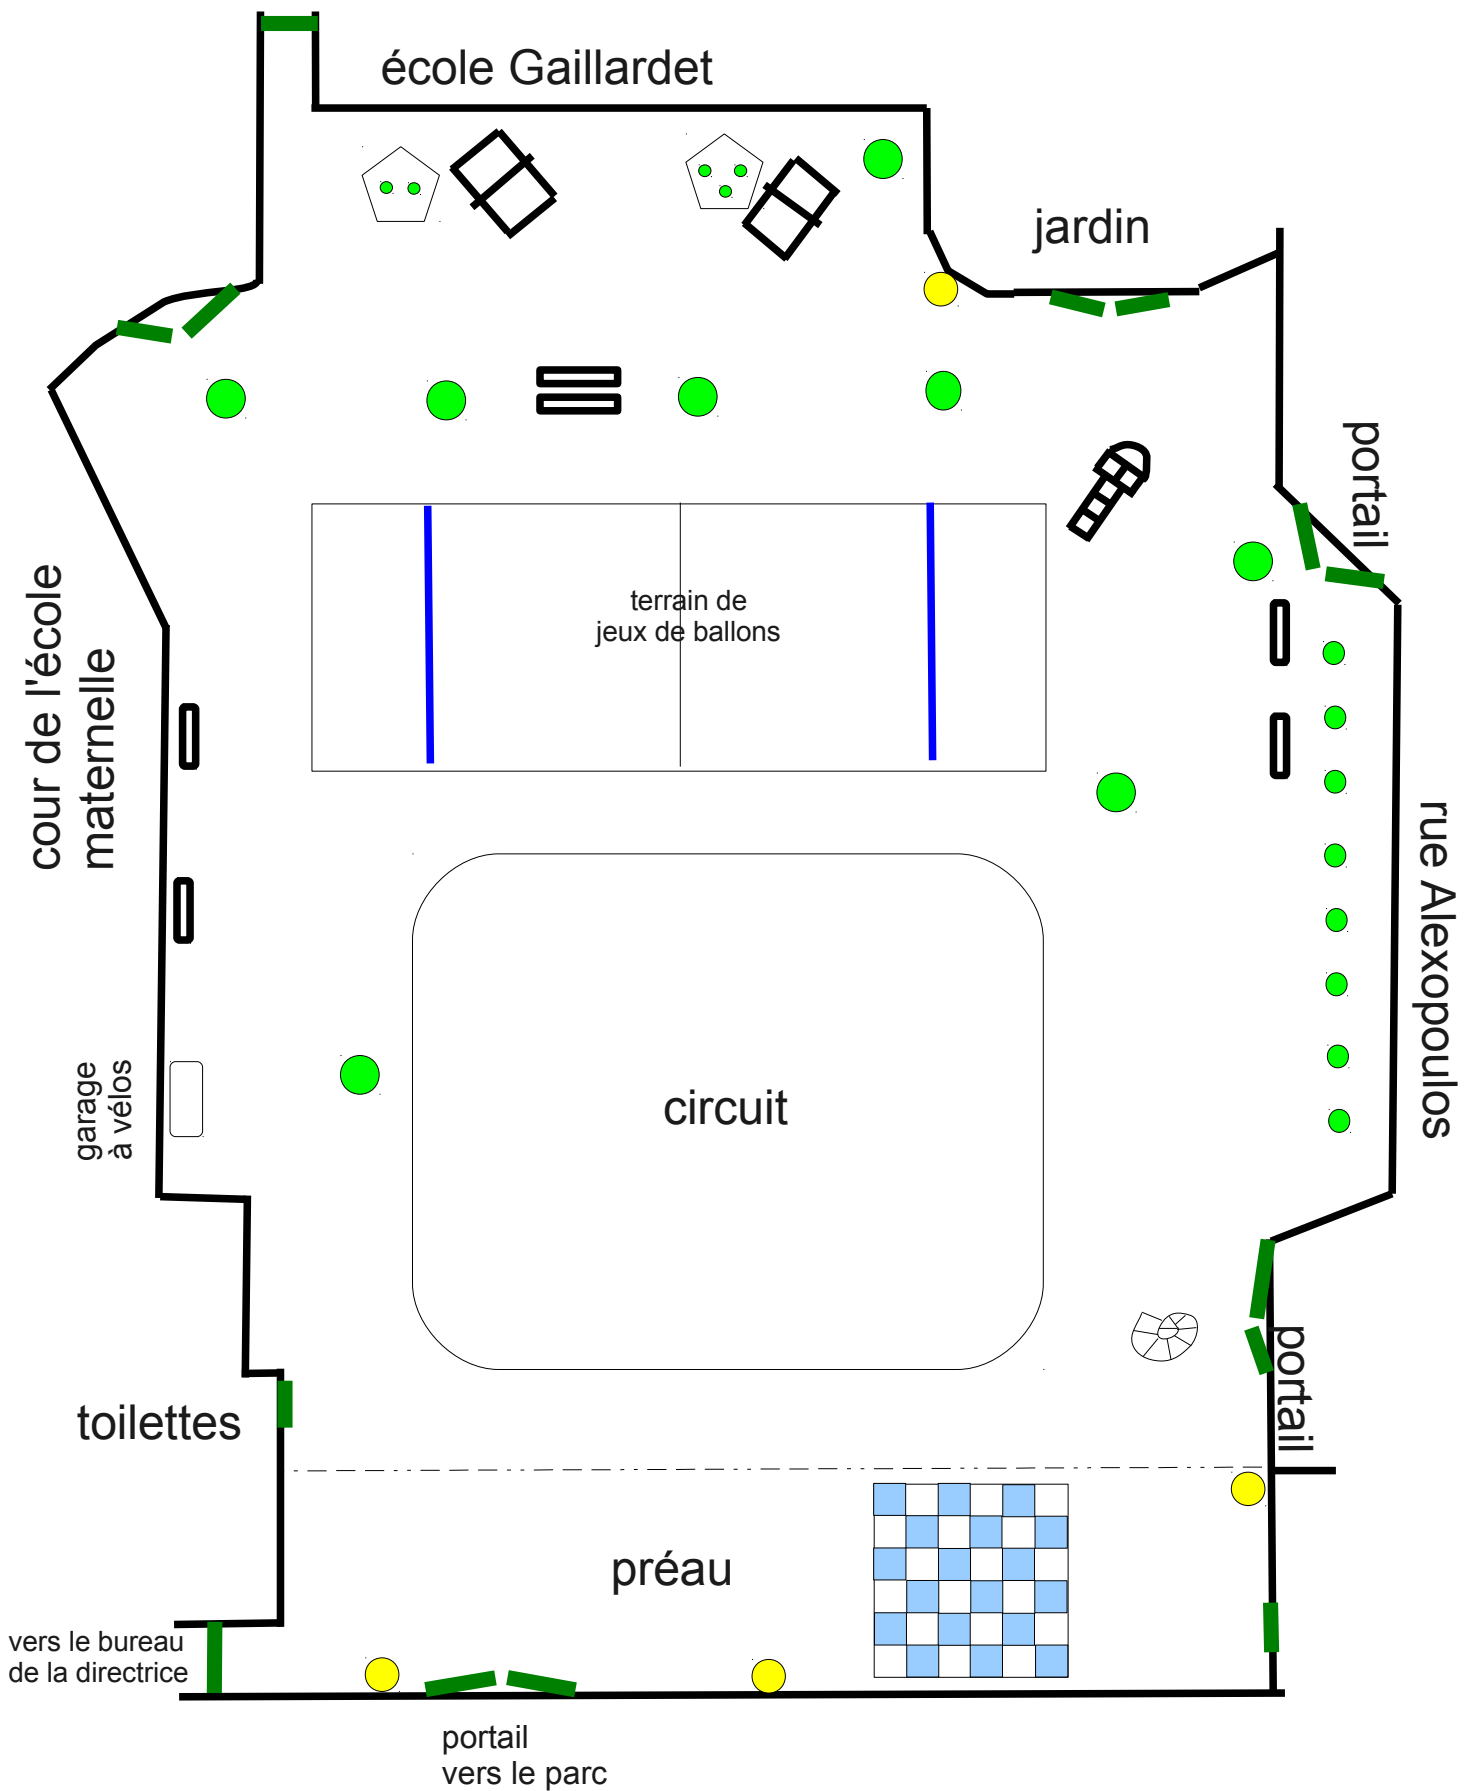 école Gaillardet
jardin
portail
terrain de
jeux de ballons
cour de l'école
maternelle
rue Alexopoulos
garage
à vélos
circuit
portail
toilettes
préau
vers le bureau
de la directrice
portail
vers le parc